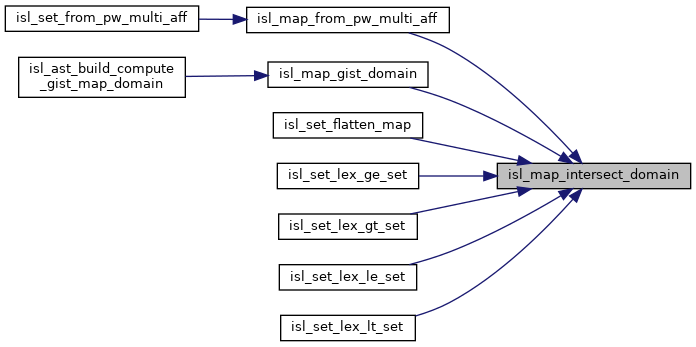 isl_set_from_pw_multi_aff
isl_map_from_pw_multi_aff
isl_ast_build_compute
_gist_map_domain
isl_map_gist_domain
isl_set_flatten_map
isl_set_lex_ge_set
isl_map_intersect_domain
isl_set_lex_gt_set
isl_set_lex_le_set
isl_set_lex_lt_set